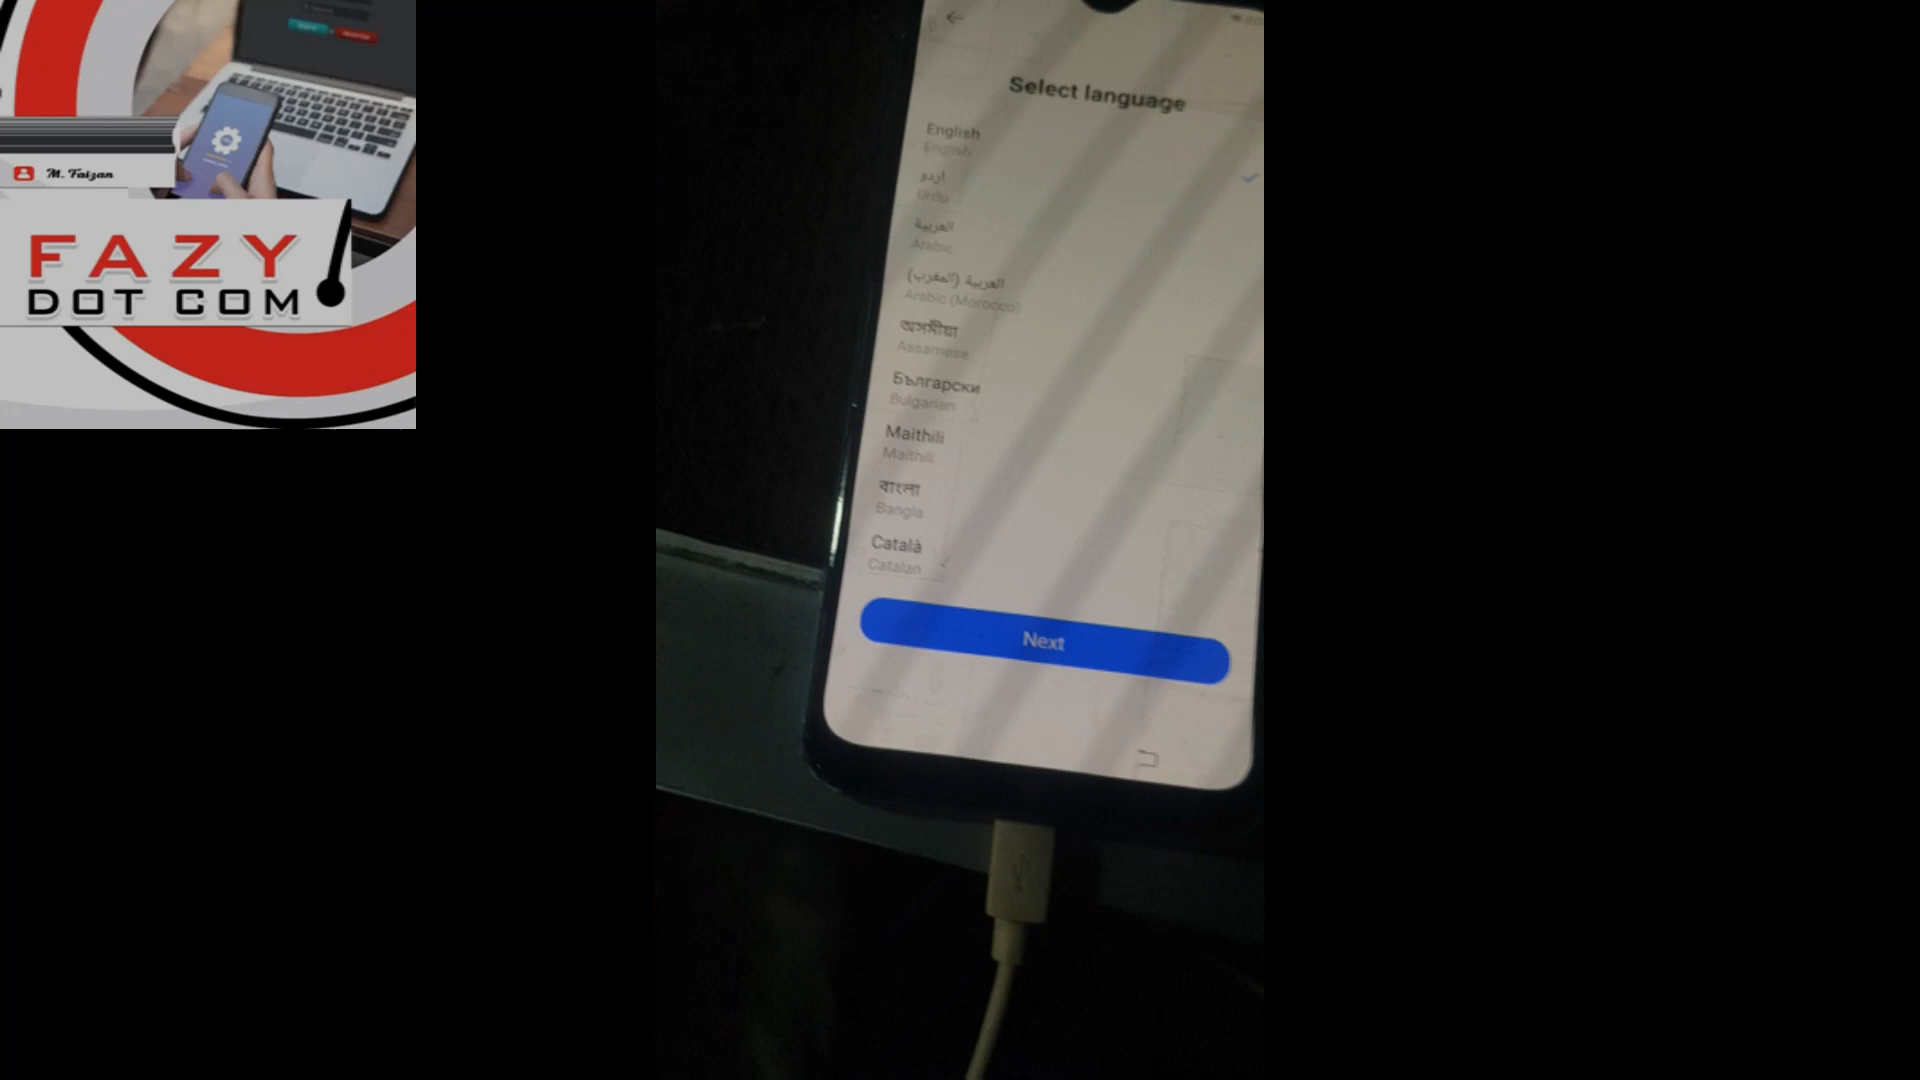 M. Faizan
FAZY
DOT COM
Select language
English
English
اردو
Urdu
العربية
Arabic
العربية (المغرب)
Arabic (Morocco)
অসমীয়া
Assamese
Български
Bulgarian
Maithili
Maithili
বাংলা
Bangla
Català
Catalan
Next